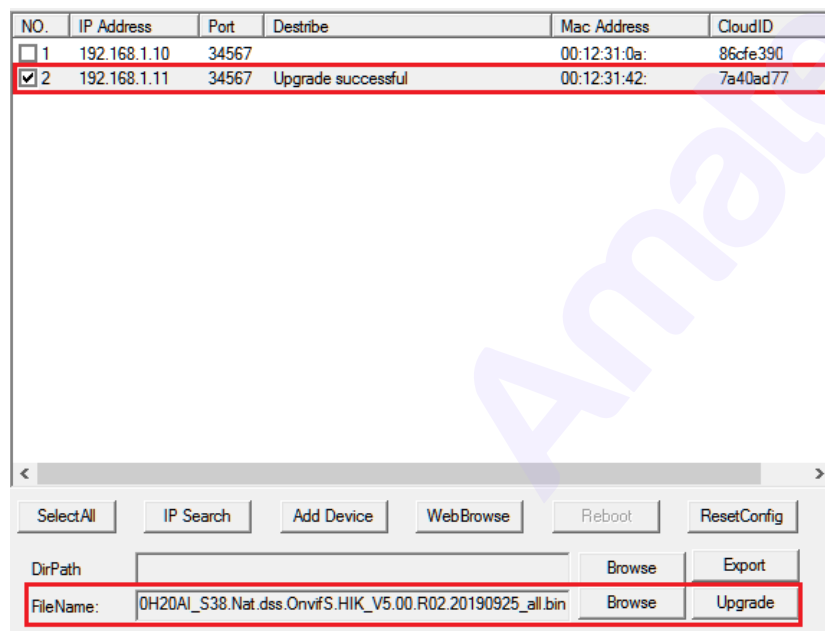 NO. IP Address Port Destribe Mac Address CloudID
1 192.168.1.10 34567 00:12:31:0a: 86cfe390
2 192.168.1.11 34567 Upgrade successful 00:12:31:42: 7a40ad77
SelectAll IP Search Add Device WebBrowse Reboot ResetConfig
DirPath Browse Export
FileName: 0H20AI_S38.Nat.dss.OnvifS.HIK_V5.00.R02.20190925_all.bin Browse Upgrade